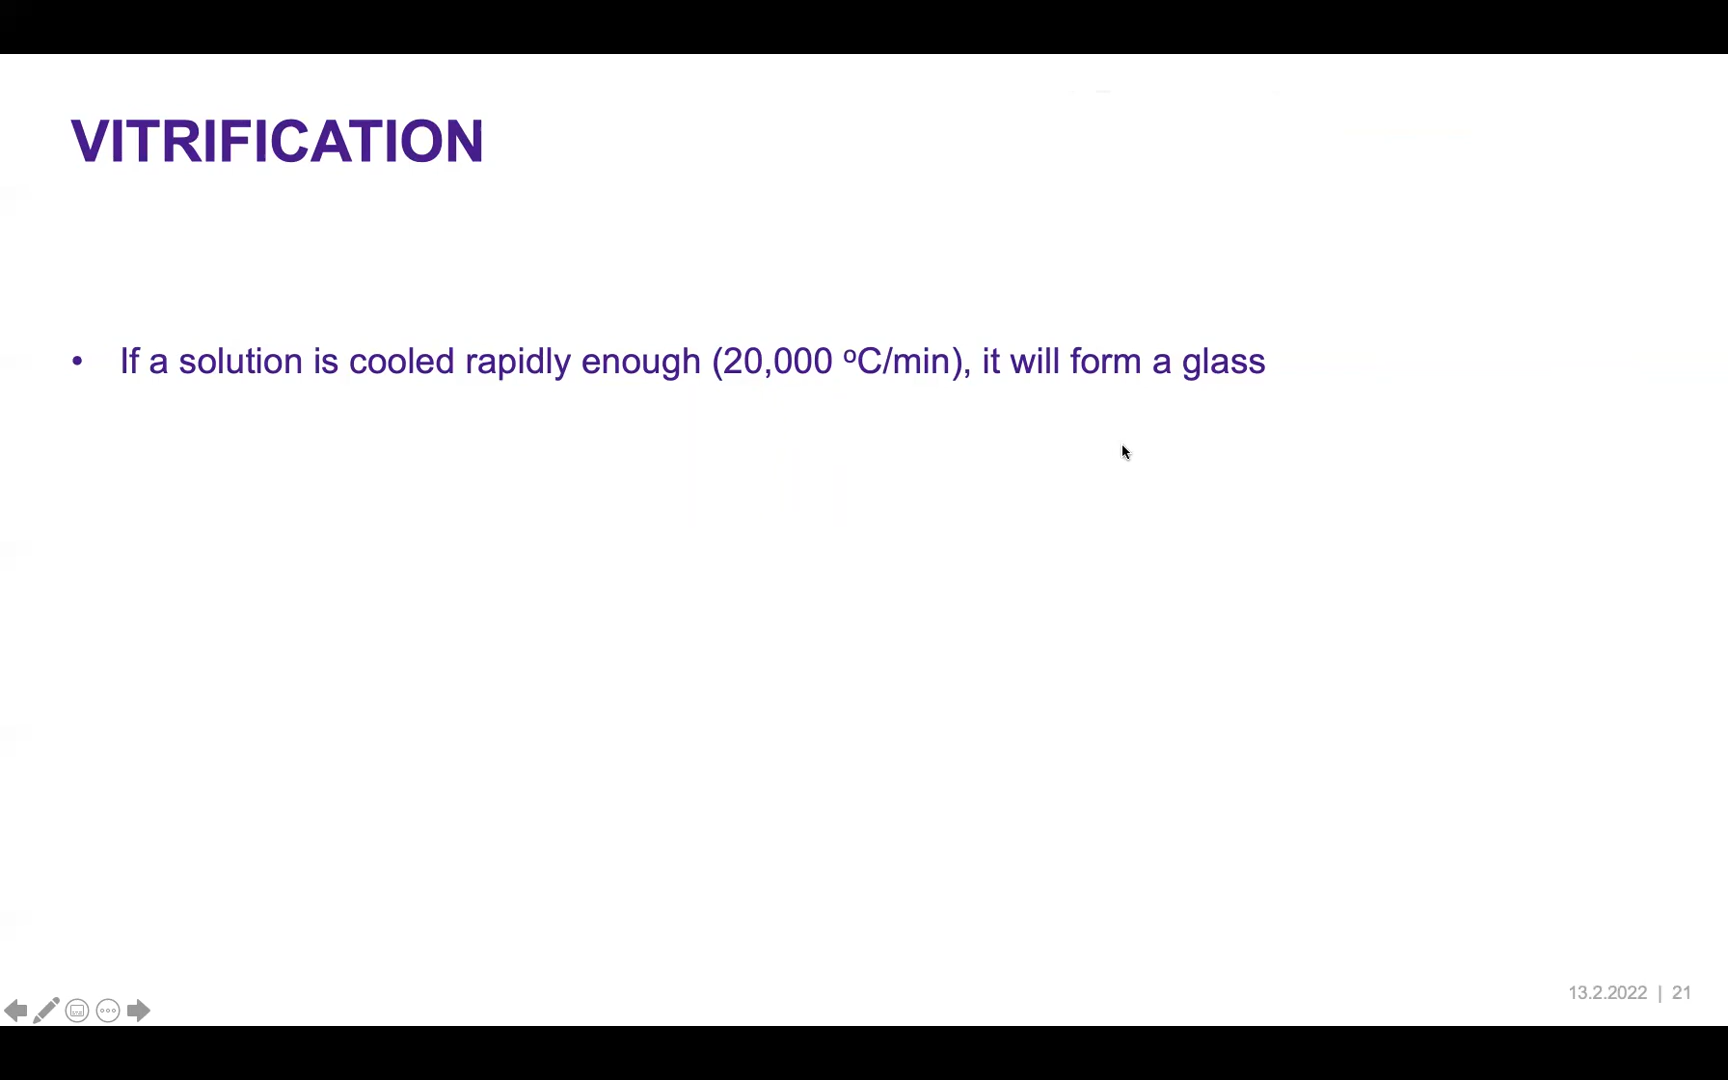 VITRIFICATION
• If a solution is cooled rapidly enough (20,000 ºC/min), it will form a glass
13.2.2022 | 21